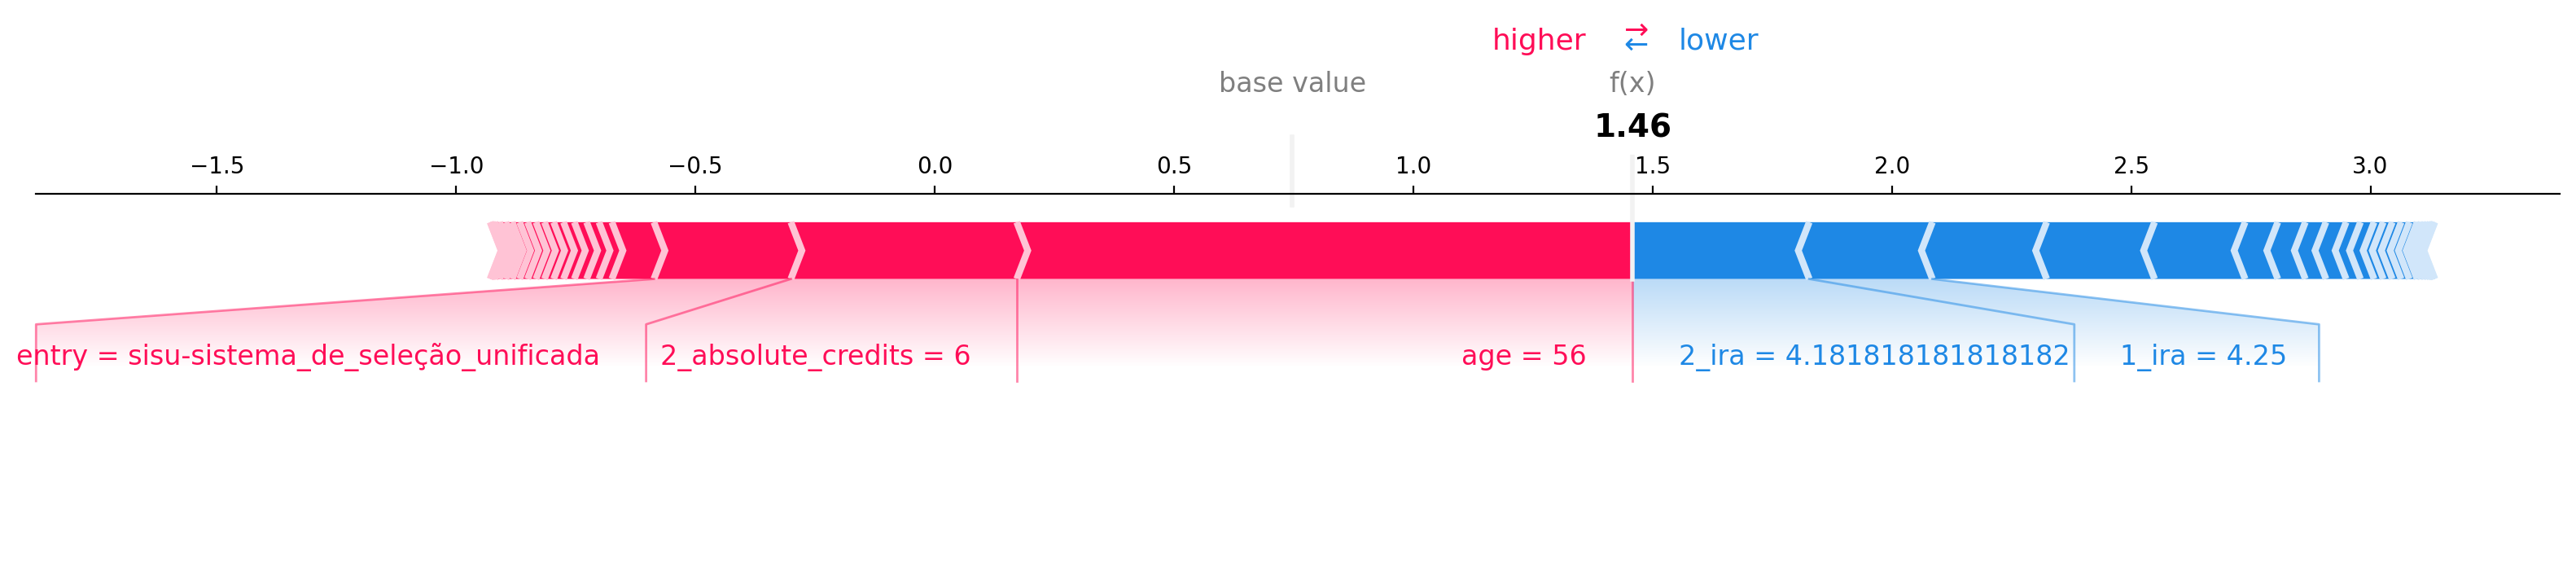 higher ⇄ lower
base value f(x)
1.46
−1.5 −1.0 −0.5 0.0 0.5 1.0 1.5 2.0 2.5 3.0
entry = sisu-sistema_de_seleção_unificada 2_absolute_credits = 6 age = 56 2_ira = 4.181818181818182 1_ira = 4.25